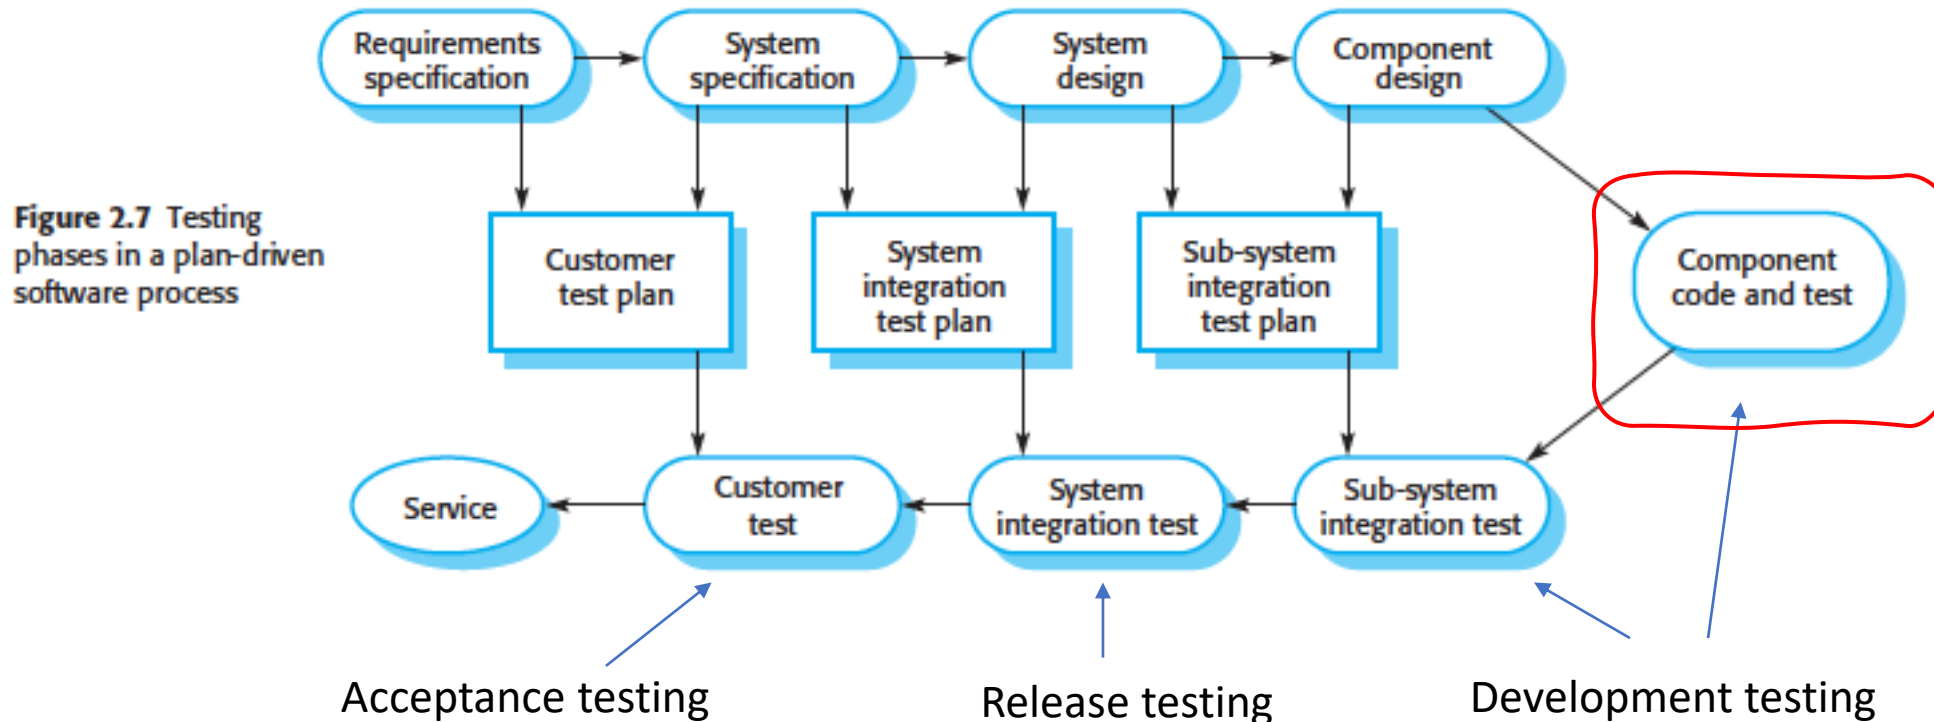 Requirements
specification
System
specification
System
design
Component
design
Figure 2.7 Testing
phases in a plan-driven
software process
Customer
test plan
System
integration
test plan
Sub-system
integration
test plan
Component
code and test
Service
Customer
test
System
integration test
Sub-system
integration test
Acceptance testing
Release testing
Development testing